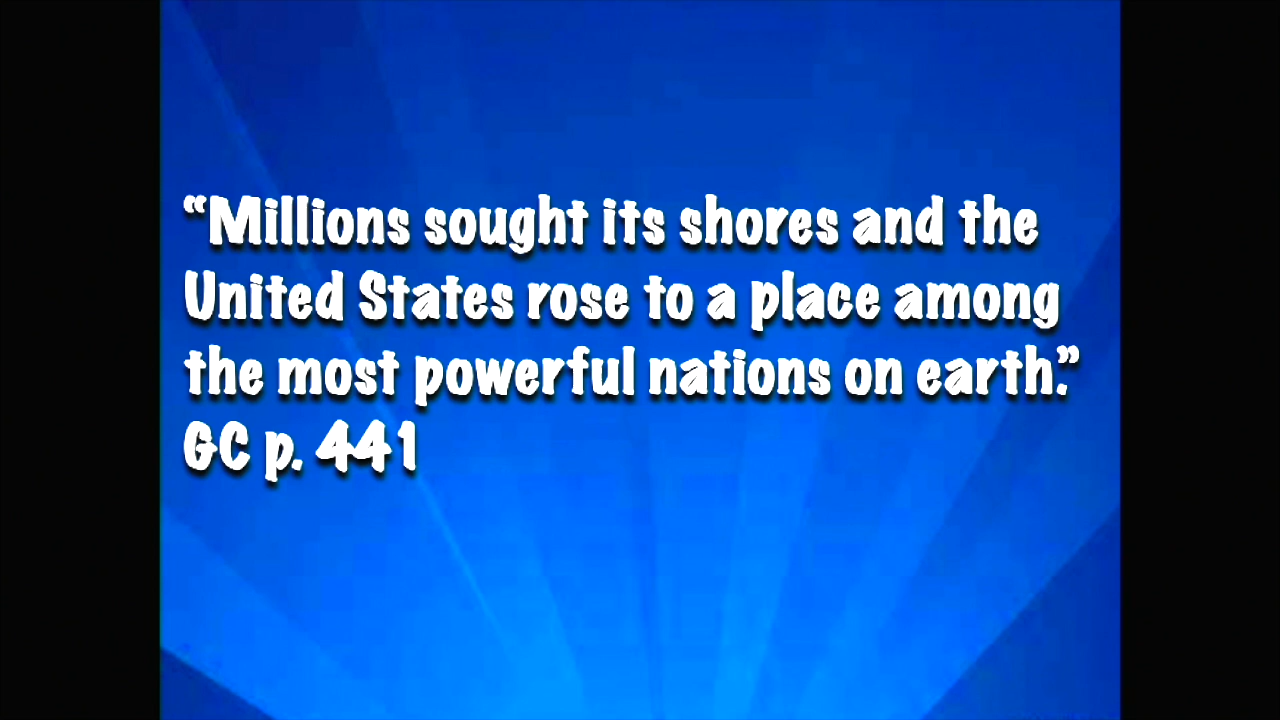 “Millions sought its shores and the
United States rose to a place among
the most powerful nations on earth.”
GC p. 441